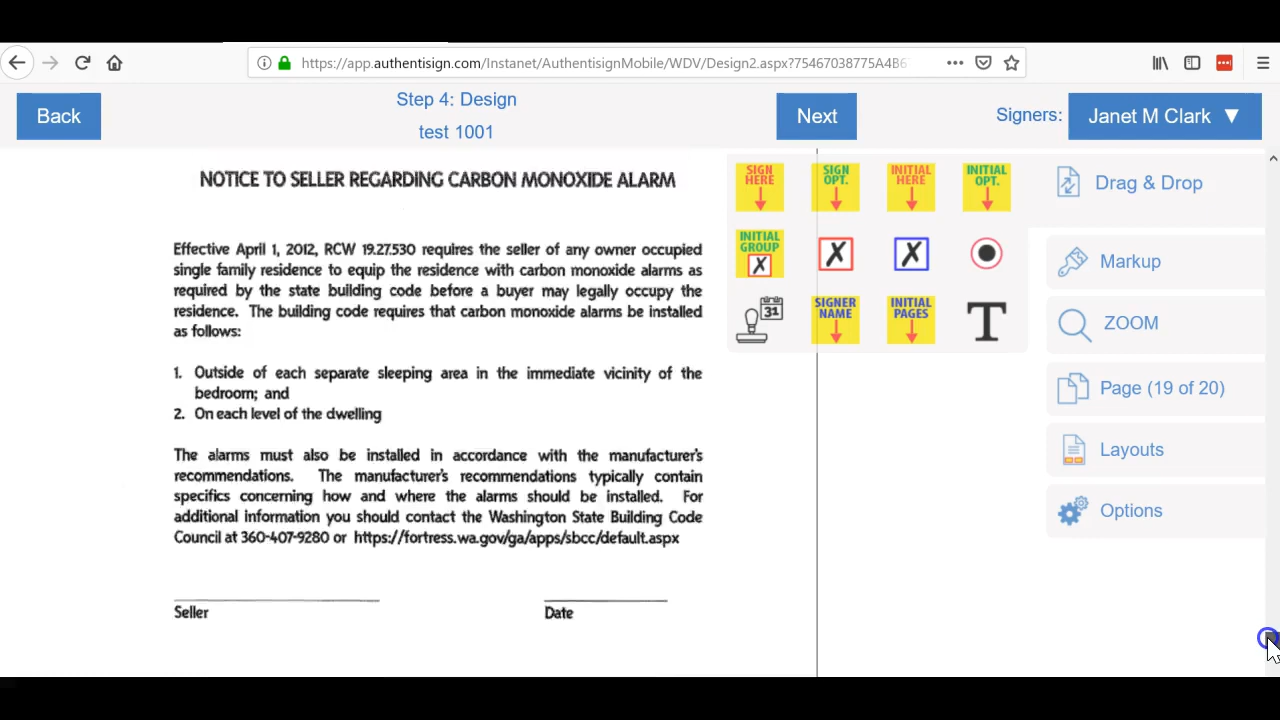 https://app.authentisign.com/Instanet/AuthentisignMobile/WDV/Design2.aspx?75467038775A4B6
Back
Step 4: Design
test 1001
Next
Signers:
Janet M Clark ▼
NOTICE TO SELLER REGARDING CARBON MONOXIDE ALARM
Effective April 1, 2012, RCW 19.27.530 requires the seller of any owner occupied
single family residence to equip the residence with carbon monoxide alarms as
required by the state building code before a buyer may legally occupy the
residence. The building code requires that carbon monoxide alarms be installed
as follows:
1. Outside of each separate sleeping area in the immediate vicinity of the
bedroom; and
2. On each level of the dwelling
The alarms must also be installed in accordance with the manufacturer's
recommendations. The manufacturer's recommendations typically contain
specifics concerning how and where the alarms should be installed. For
additional information you should contact the Washington State Building Code
Council at 360-407-9280 or https://fortress.wa.gov/ga/apps/sbcc/default.aspx
Seller
Date
SIGN HERE
SIGN OPT.
INITIAL HERE
INITIAL OPT.
INITIAL GROUP
X
X
X
31
SIGNER NAME
INITIAL PAGES
T
Drag & Drop
Markup
ZOOM
Page (19 of 20)
Layouts
Options